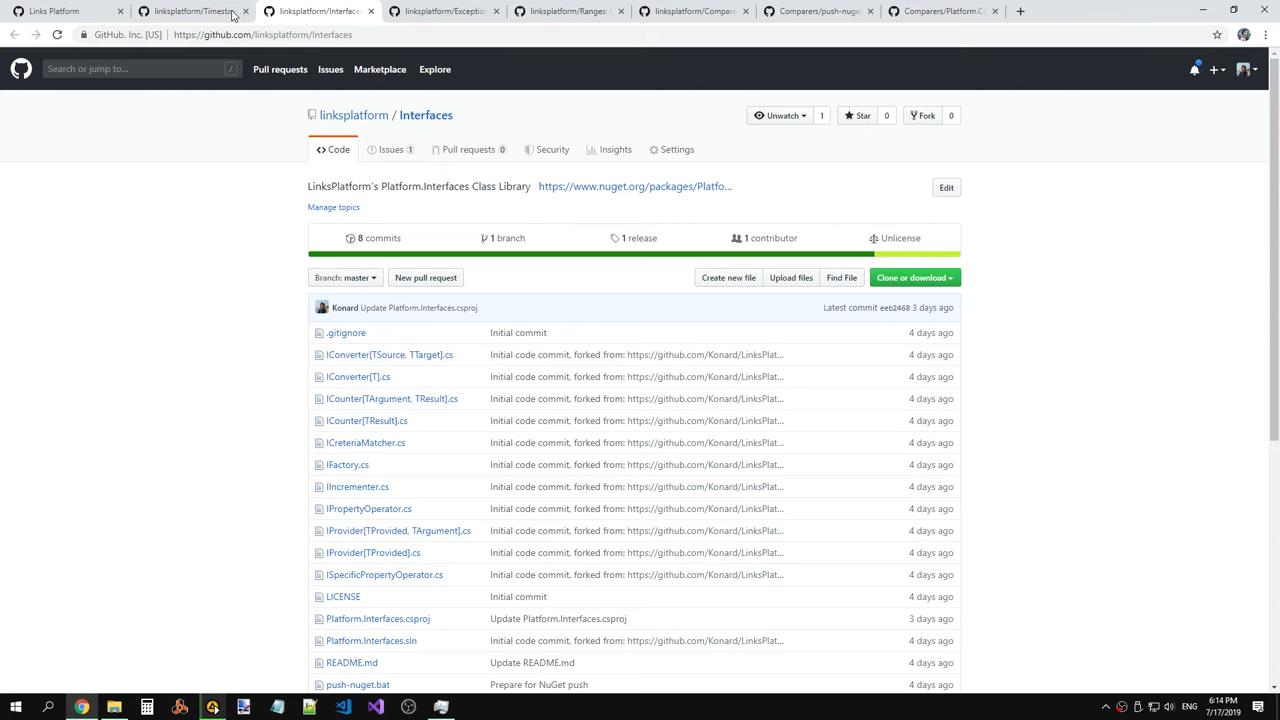 Links Platform
linksplatform/Timesta
linksplatform/Interfaces
linksplatform/Exception
linksplatform/Ranges: C
linksplatform/Compare
Comparers/push-nuget
Comparers/Platform.Co
GitHub, Inc. [US] https://github.com/linksplatform/Interfaces
Search or jump to... /
Pull requests Issues Marketplace Explore
linksplatform / Interfaces
Unwatch 1 Star 0 Fork 0
Code Issues 1 Pull requests 0 Security Insights Settings
LinksPlatform's Platform.Interfaces Class Library https://www.nuget.org/packages/Platfo...
Edit
Manage topics
8 commits 1 branch 1 release 1 contributor Unlicense
Branch: master New pull request Create new file Upload files Find File Clone or download
Konard Update Platform.Interfaces.csproj Latest commit eeb2468 3 days ago
.gitignore Initial commit 4 days ago
IConverter[TSource, TTarget].cs Initial code commit, forked from: https://github.com/Konard/LinksPlat... 4 days ago
IConverter[T].cs Initial code commit, forked from: https://github.com/Konard/LinksPlat... 4 days ago
ICounter[TArgument, TResult].cs Initial code commit, forked from: https://github.com/Konard/LinksPlat... 4 days ago
ICounter[TResult].cs Initial code commit, forked from: https://github.com/Konard/LinksPlat... 4 days ago
ICreteriaMatcher.cs Initial code commit, forked from: https://github.com/Konard/LinksPlat... 4 days ago
IFactory.cs Initial code commit, forked from: https://github.com/Konard/LinksPlat... 4 days ago
IIncrementer.cs Initial code commit, forked from: https://github.com/Konard/LinksPlat... 4 days ago
IPropertyOperator.cs Initial code commit, forked from: https://github.com/Konard/LinksPlat... 4 days ago
IProvider[TProvided, TArgument].cs Initial code commit, forked from: https://github.com/Konard/LinksPlat... 4 days ago
IProvider[TProvided].cs Initial code commit, forked from: https://github.com/Konard/LinksPlat... 4 days ago
ISpecificPropertyOperator.cs Initial code commit, forked from: https://github.com/Konard/LinksPlat... 4 days ago
LICENSE Initial commit 4 days ago
Platform.Interfaces.csproj Update Platform.Interfaces.csproj 3 days ago
Platform.Interfaces.sln Initial code commit, forked from: https://github.com/Konard/LinksPlat... 4 days ago
README.md Update README.md 4 days ago
push-nuget.bat Prepare for NuGet push 4 days ago
ENG
6:14 PM
7/17/2019